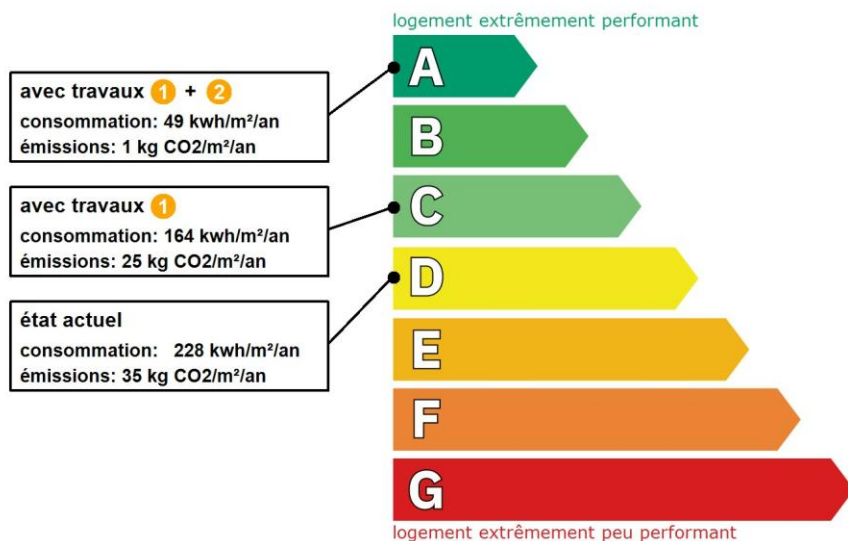 logement extrêmement performant
A
avec travaux 1 + 2
consommation: 49 kwh/m²/an
émissions: 1 kg CO2/m²/an
B
avec travaux 1
consommation: 164 kwh/m²/an
émissions: 25 kg CO2/m²/an
C
D
état actuel
consommation: 228 kwh/m²/an
émissions: 35 kg CO2/m²/an
E
F
G
logement extrêmement peu performant